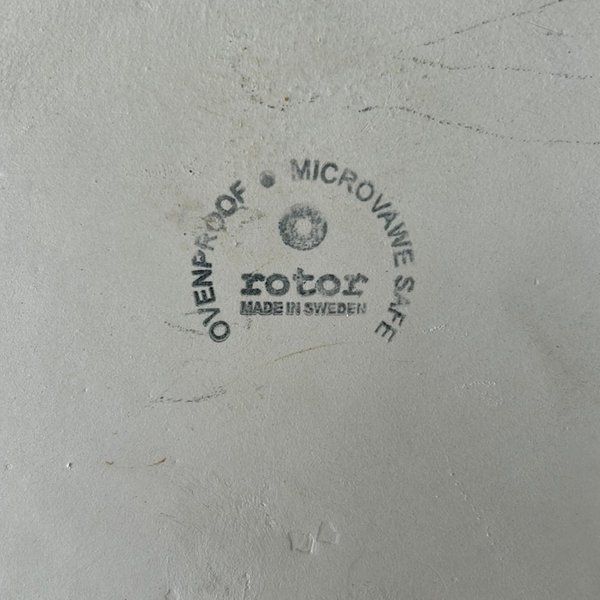 OVENPROOF • MICROVAWE SAFE
rotor
MADE IN SWEDEN